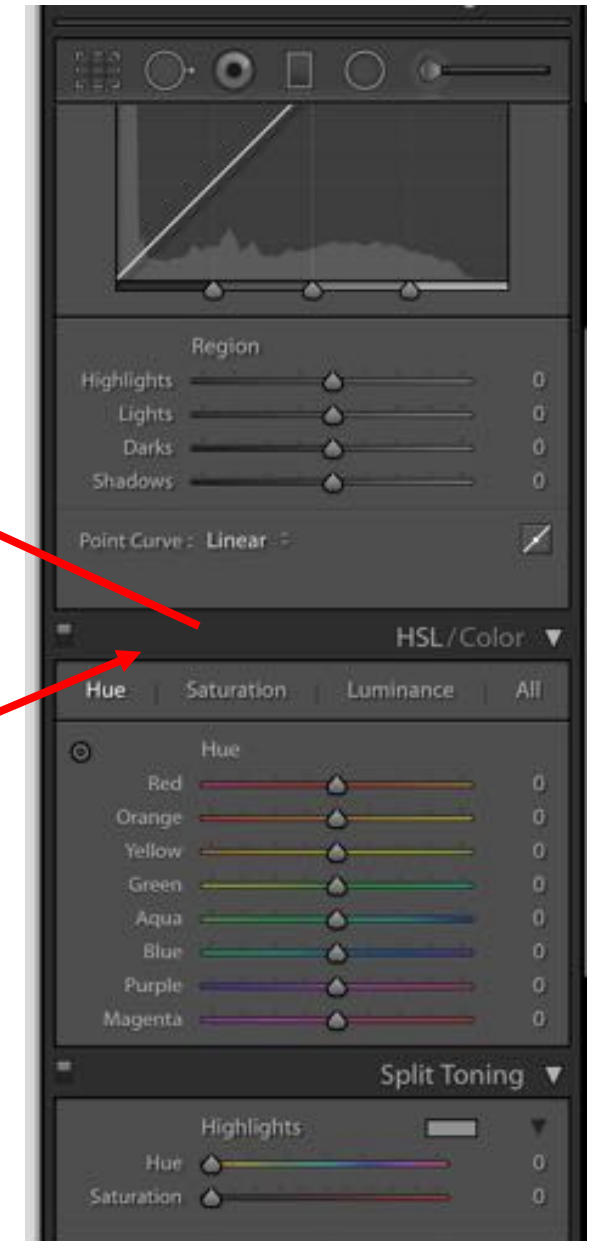 Region
Highlights 0
Lights 0
Darks 0
Shadows 0
Point Curve : Linear
HSL / Color
Hue Saturation Luminance All
Hue
Red 0
Orange 0
Yellow 0
Green 0
Aqua 0
Blue 0
Purple 0
Magenta 0
Split Toning
Highlights
Hue 0
Saturation 0